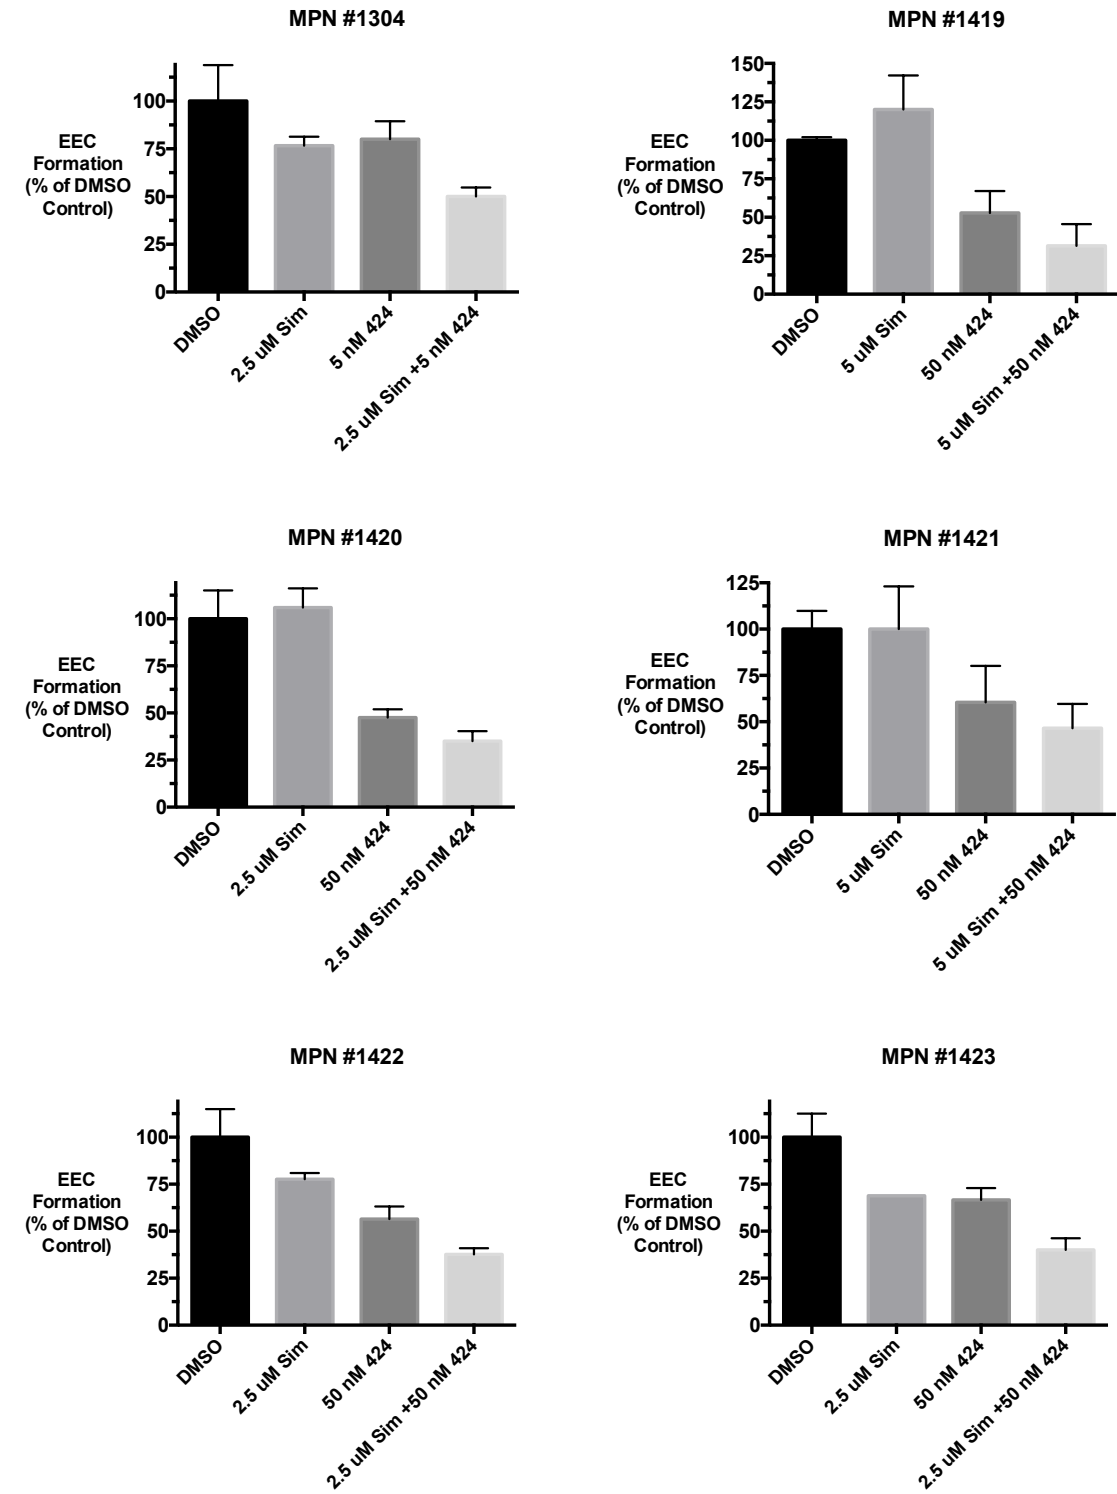 MPN #1304
EEC
Formation
(% of DMSO
Control)
100
75
50
25
0
DMSO
2.5 uM Sim
5 nM 424
2.5 uM Sim +5 nM 424
MPN #1419
EEC
Formation
(% of DMSO
Control)
150
125
100
75
50
25
0
DMSO
5 uM Sim
50 nM 424
5 uM Sim +50 nM 424
MPN #1420
EEC
Formation
(% of DMSO
Control)
100
75
50
25
0
DMSO
2.5 uM Sim
50 nM 424
2.5 uM Sim +50 nM 424
MPN #1421
EEC
Formation
(% of DMSO
Control)
125
100
75
50
25
0
DMSO
5 uM Sim
50 nM 424
5 uM Sim +50 nM 424
MPN #1422
EEC
Formation
(% of DMSO
Control)
100
75
50
25
0
DMSO
2.5 uM Sim
50 nM 424
2.5 uM Sim +50 nM 424
MPN #1423
EEC
Formation
(% of DMSO
Control)
100
75
50
25
0
DMSO
2.5 uM Sim
50 nM 424
2.5 uM Sim +50 nM 424